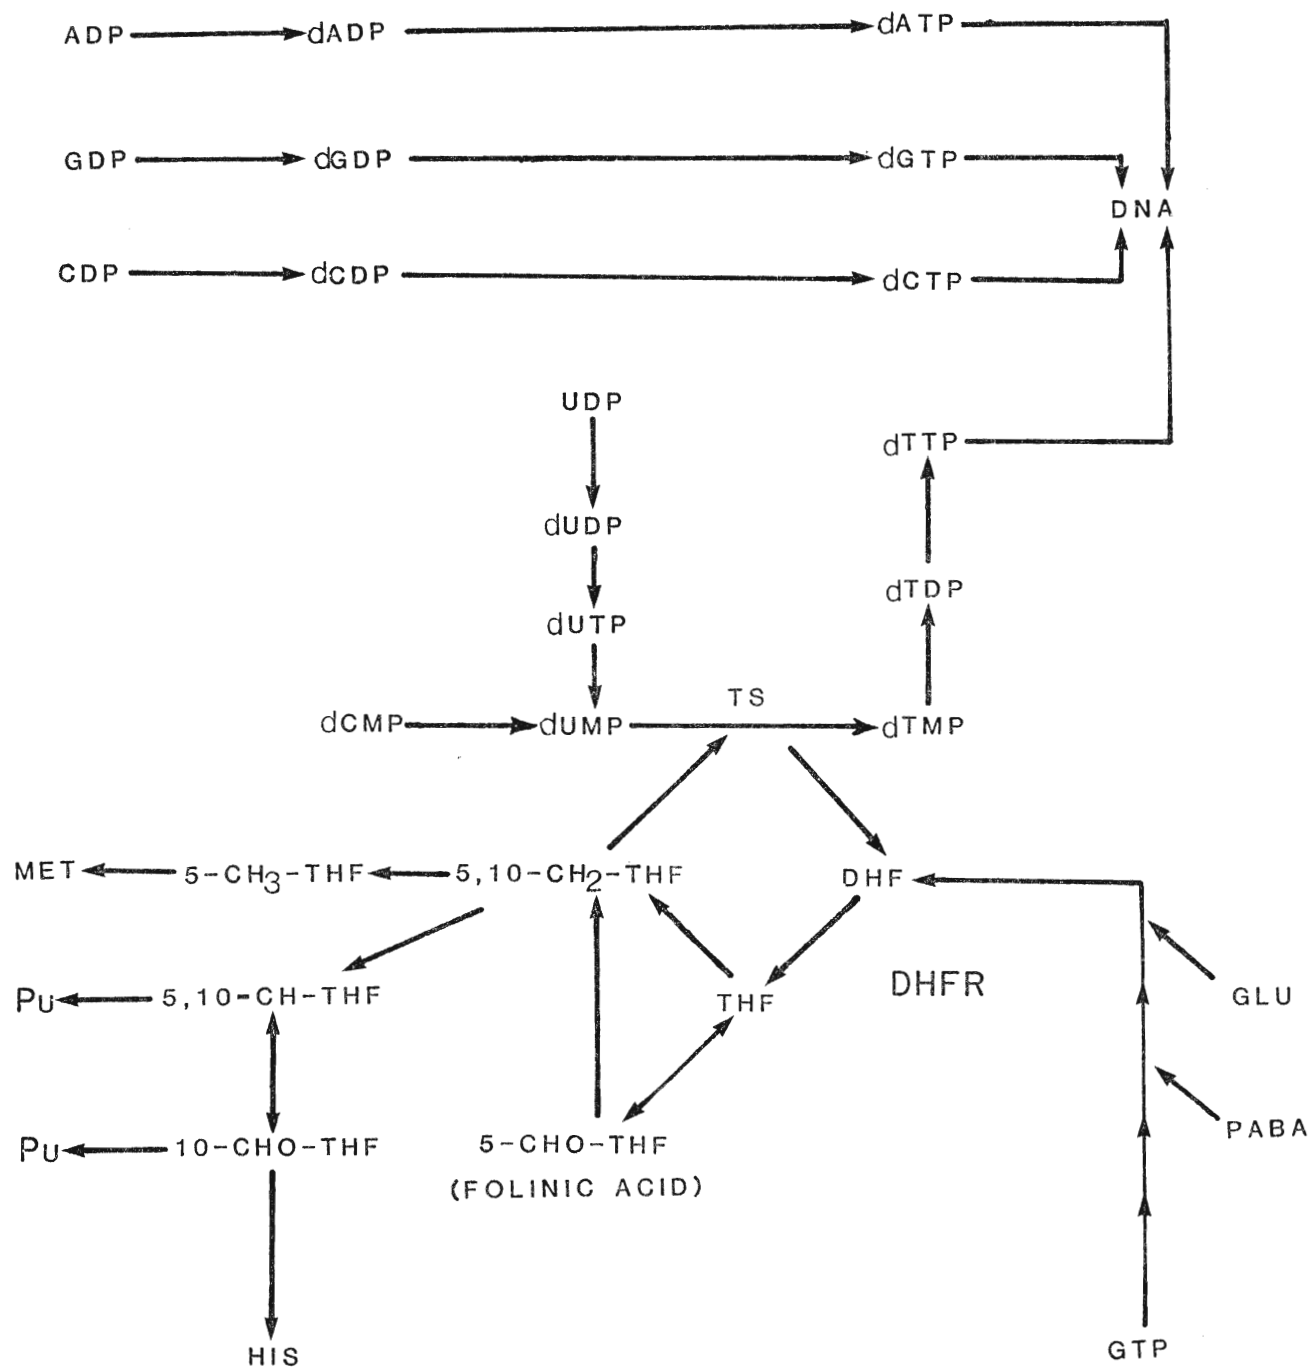 ADP dADP dATP
GDP dGDP dGTP
DNA
CDP dCDP dCTP
UDP
dTTP
dUDP
dTDP
dUTP
TS
dCMP dUMP dTMP
MET 5-CH3-THF 5,10-CH2-THF DHF
Pu 5,10-CH-THF THF DHFR GLU
PABA
Pu 10-CHO-THF 5-CHO-THF
(FOLINIC ACID)
HIS GTP